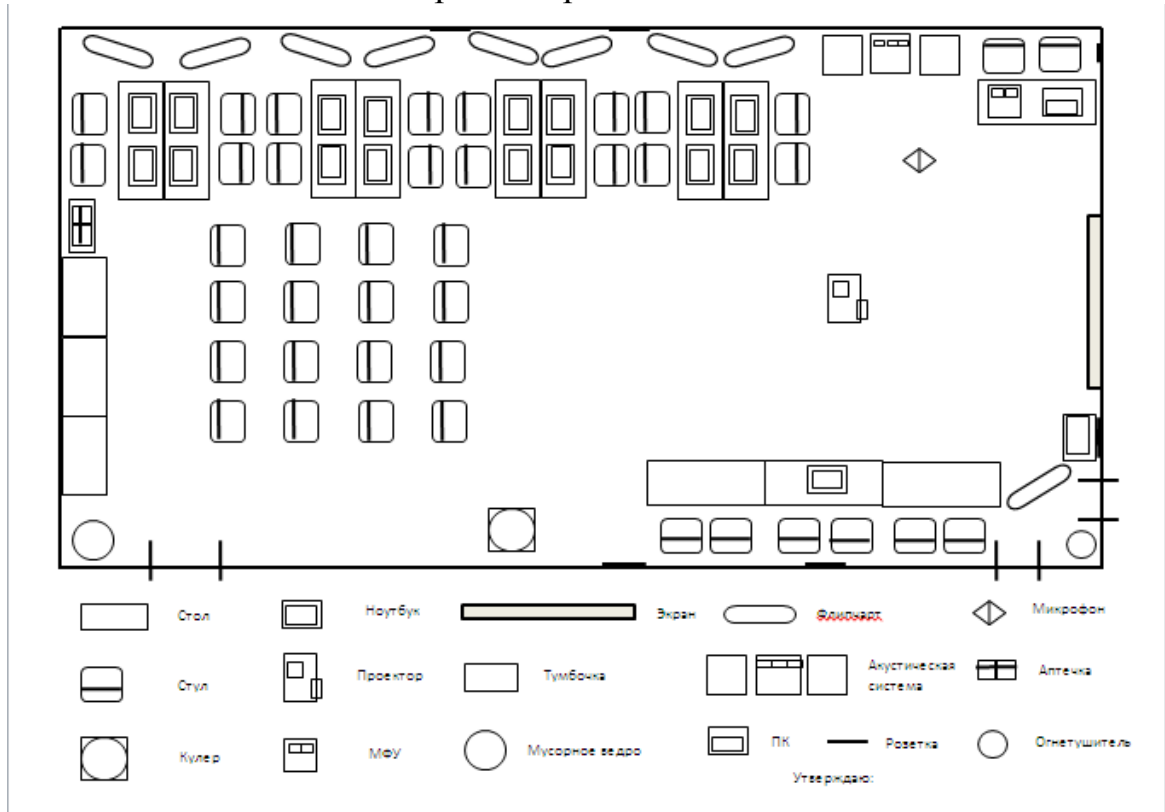 Стол
Ноутбук
Экран
Флипчарт
Микрофон
Стул
Проектор
Тумбочка
Акустическая
система
Аптечка
Кулер
МФУ
Мусорное ведро
ПК
Розетка
Огнетушитель
Утверждаю: